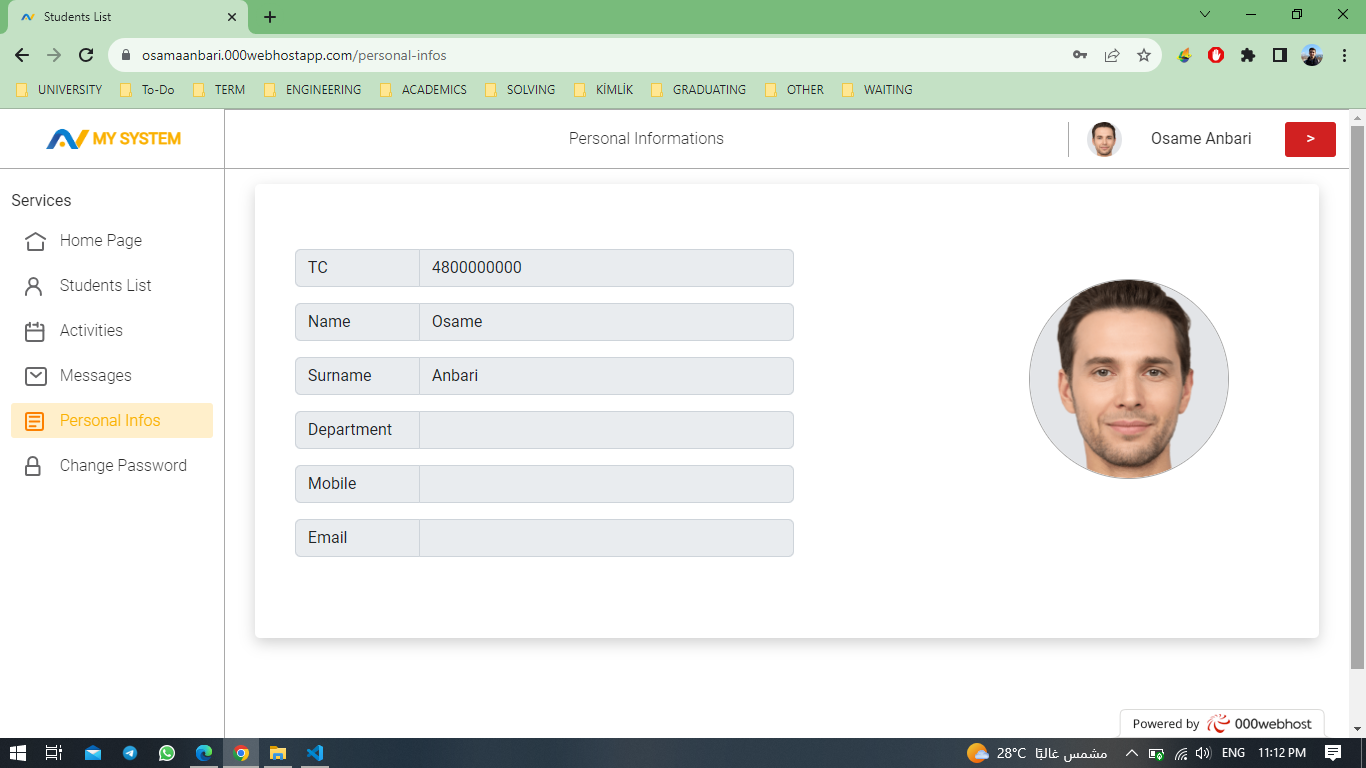 Students List
osamaanbari.000webhostapp.com/personal-infos
UNIVERSITY To-Do TERM ENGINEERING ACADEMICS SOLVING KİMLİK GRADUATING OTHER WAITING
MY SYSTEM
Personal Informations
Osame Anbari
>
Services
Home Page
Students List
Activities
Messages
Personal Infos
Change Password
TC 4800000000
Name Osame
Surname Anbari
Department
Mobile
Email
Powered by 000webhost
28°C مشمس غالبًا ENG 11:12 PM